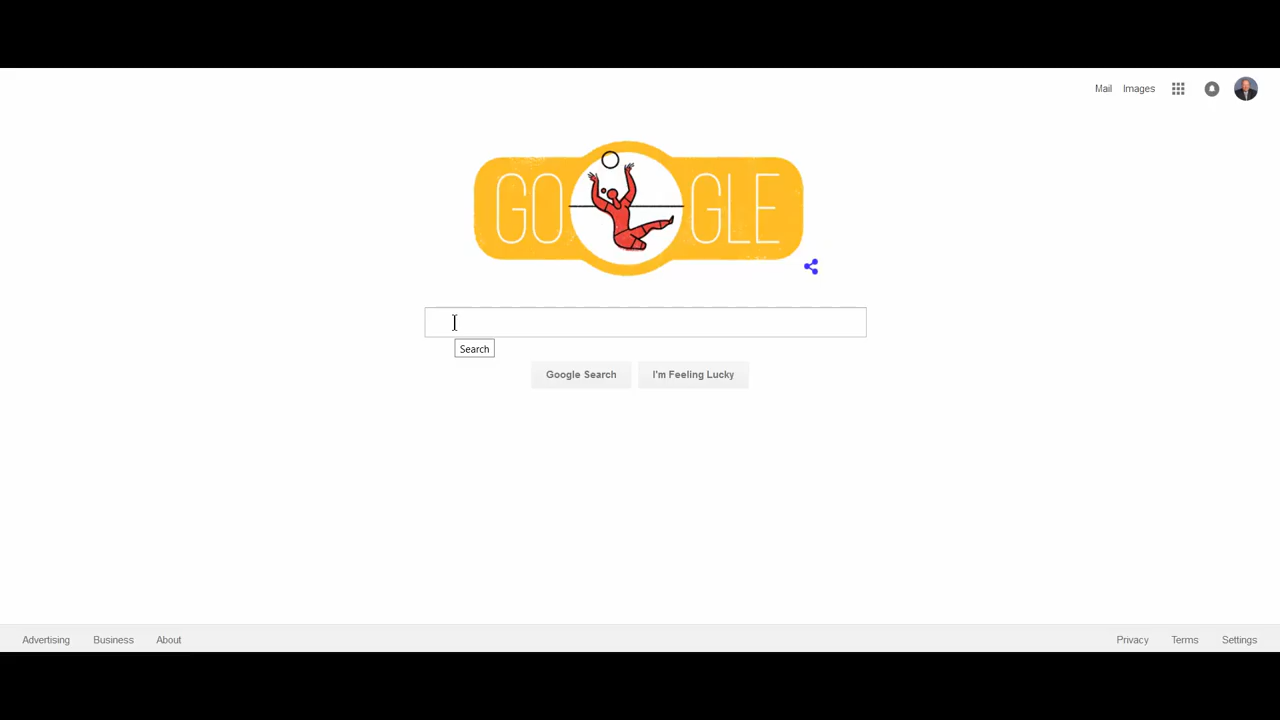 Mail Images
GO GLE
Search
Google Search I'm Feeling Lucky
Advertising Business About Privacy Terms Settings